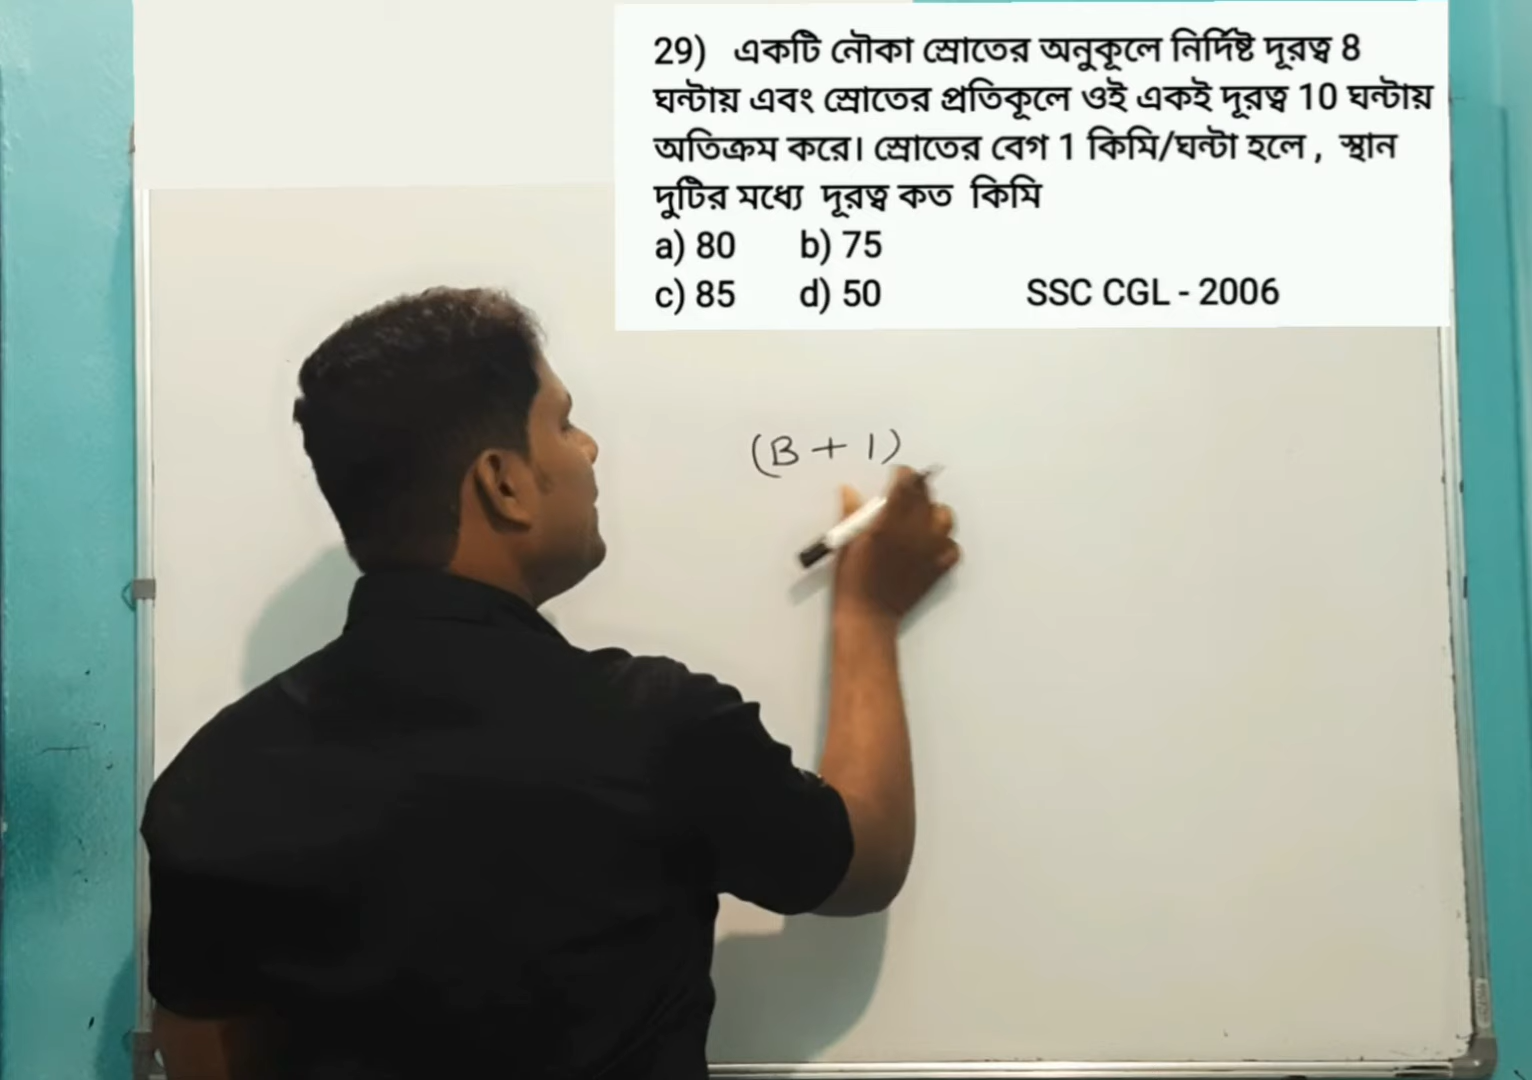 29) একটি নৌকা স্রোতের অনুকূলে নির্দিষ্ট দূরত্ব 8
ঘন্টায় এবং স্রোতের প্রতিকূলে ওই একই দূরত্ব 10 ঘন্টায়
অতিক্রম করে। স্রোতের বেগ 1 কিমি/ঘন্টা হলে , স্থান
দুটির মধ্যে দূরত্ব কত কিমি
a) 80 b) 75
c) 85 d) 50 SSC CGL - 2006
(B + 1)